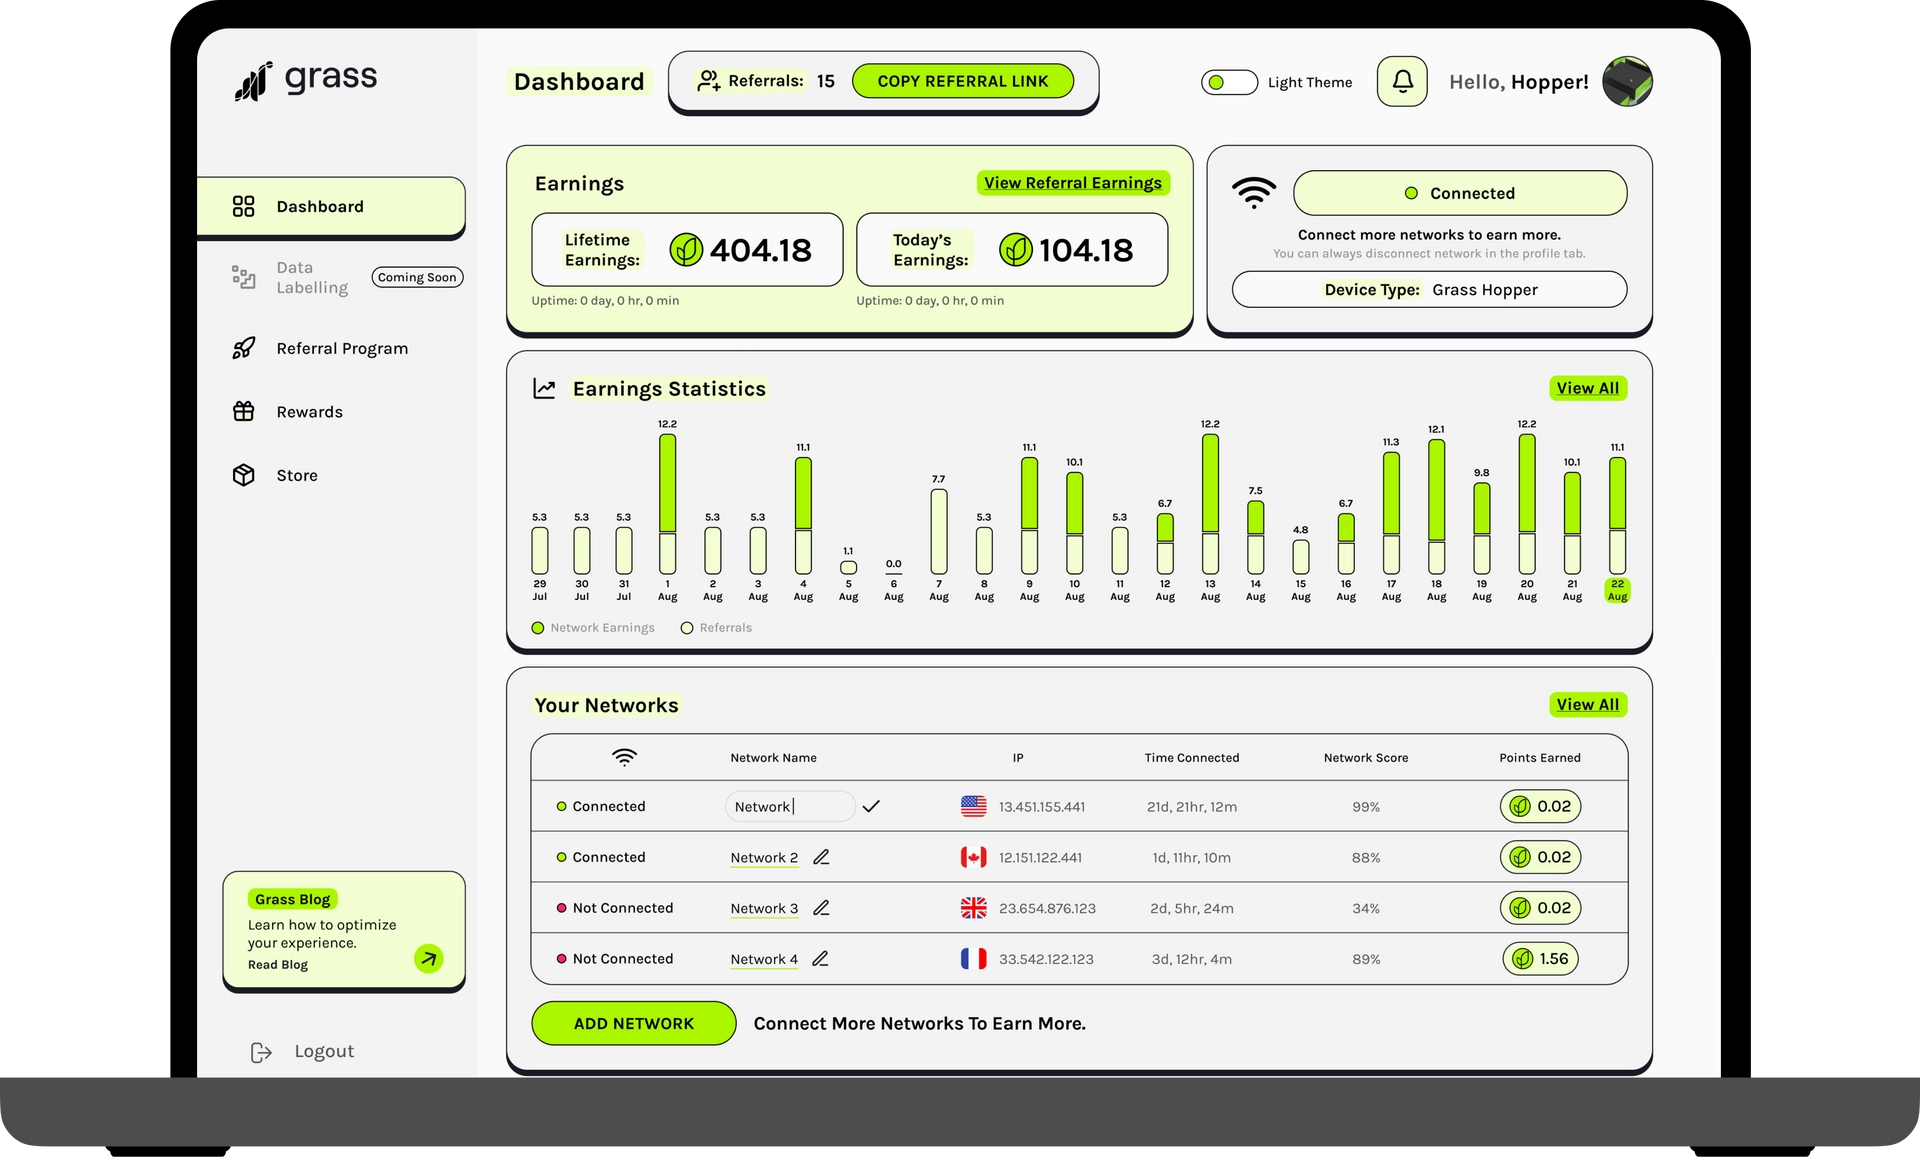 grass
Dashboard
Referrals: 15
COPY REFERRAL LINK
Light Theme
Hello, Hopper!
Dashboard
Data
Labelling
Coming Soon
Referral Program
Rewards
Store
Grass Blog
Learn how to optimize
your experience.
Read Blog
Logout
Earnings
View Referral Earnings
Lifetime
Earnings:
404.18
Uptime: 0 day, 0 hr, 0 min
Today's
Earnings:
104.18
Uptime: 0 day, 0 hr, 0 min
Connected
Connect more networks to earn more.
You can always disconnect network in the profile tab.
Device Type: Grass Hopper
Earnings Statistics
View All
5.3 5.3 5.3 12.2 5.3 5.3 11.1 1.1 0.0 7.7 5.3 11.1 10.1 5.3 6.7 12.2 7.5 4.8 6.7 11.3 12.1 9.8 12.2 10.1 11.1
29 30 31 1 2 3 4 5 6 7 8 9 10 11 12 13 14 15 16 17 18 19 20 21 22
Jul Jul Jul Aug Aug Aug Aug Aug Aug Aug Aug Aug Aug Aug Aug Aug Aug Aug Aug Aug Aug Aug Aug Aug Aug
Network Earnings Referrals
Your Networks
View All
Network Name IP Time Connected Network Score Points Earned
Connected Network 13.451.155.441 21d, 21hr, 12m 99% 0.02
Connected Network 2 12.151.122.441 1d, 11hr, 10m 88% 0.02
Not Connected Network 3 23.654.876.123 2d, 5hr, 24m 34% 0.02
Not Connected Network 4 33.542.122.123 3d, 12hr, 4m 89% 1.56
ADD NETWORK
Connect More Networks To Earn More.